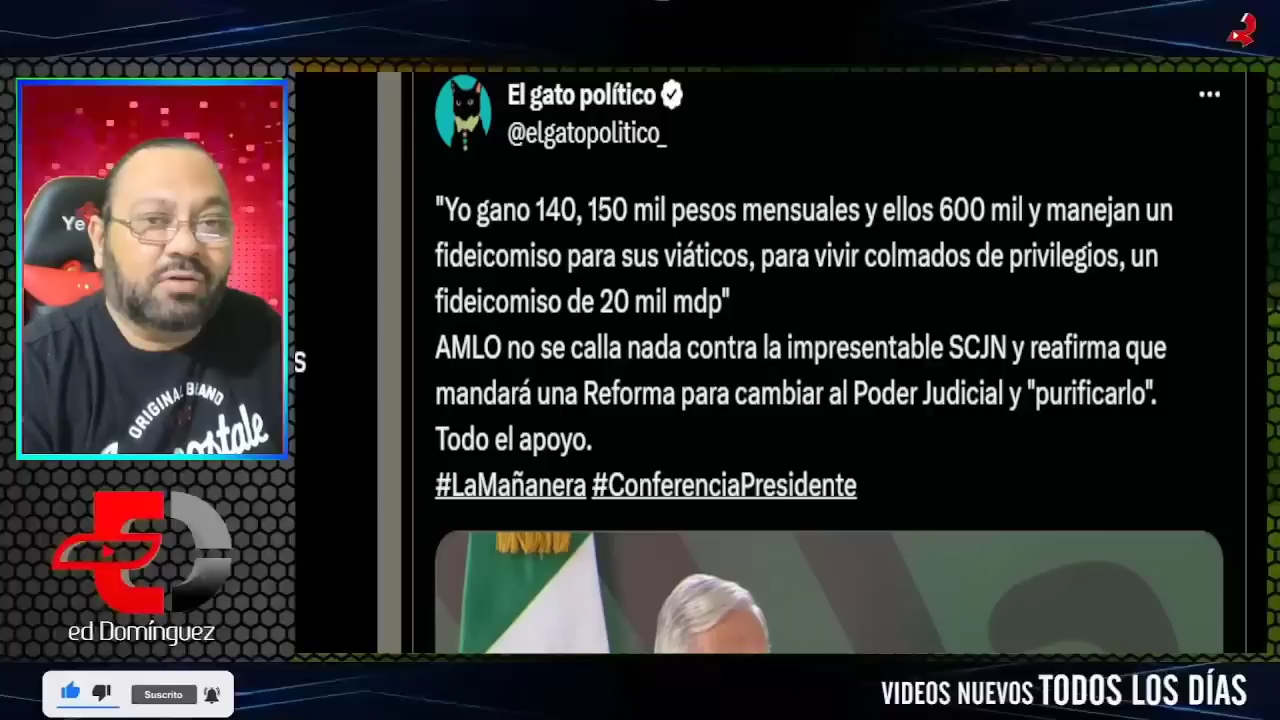 El gato político
@elgatopolitico_
"Yo gano 140, 150 mil pesos mensuales y ellos 600 mil y manejan un
fideicomiso para sus viáticos, para vivir colmados de privilegios, un
fideicomiso de 20 mil mdp"
AMLO no se calla nada contra la impresentable SCJN y reafirma que
mandará una Reforma para cambiar al Poder Judicial y "purificarlo".
Todo el apoyo.
#LaMañanera #ConferenciaPresidente
Ye
s
ORIGINAL BRAND
ed Domínguez
Suscrito
VIDEOS NUEVOS TODOS LOS DÍAS